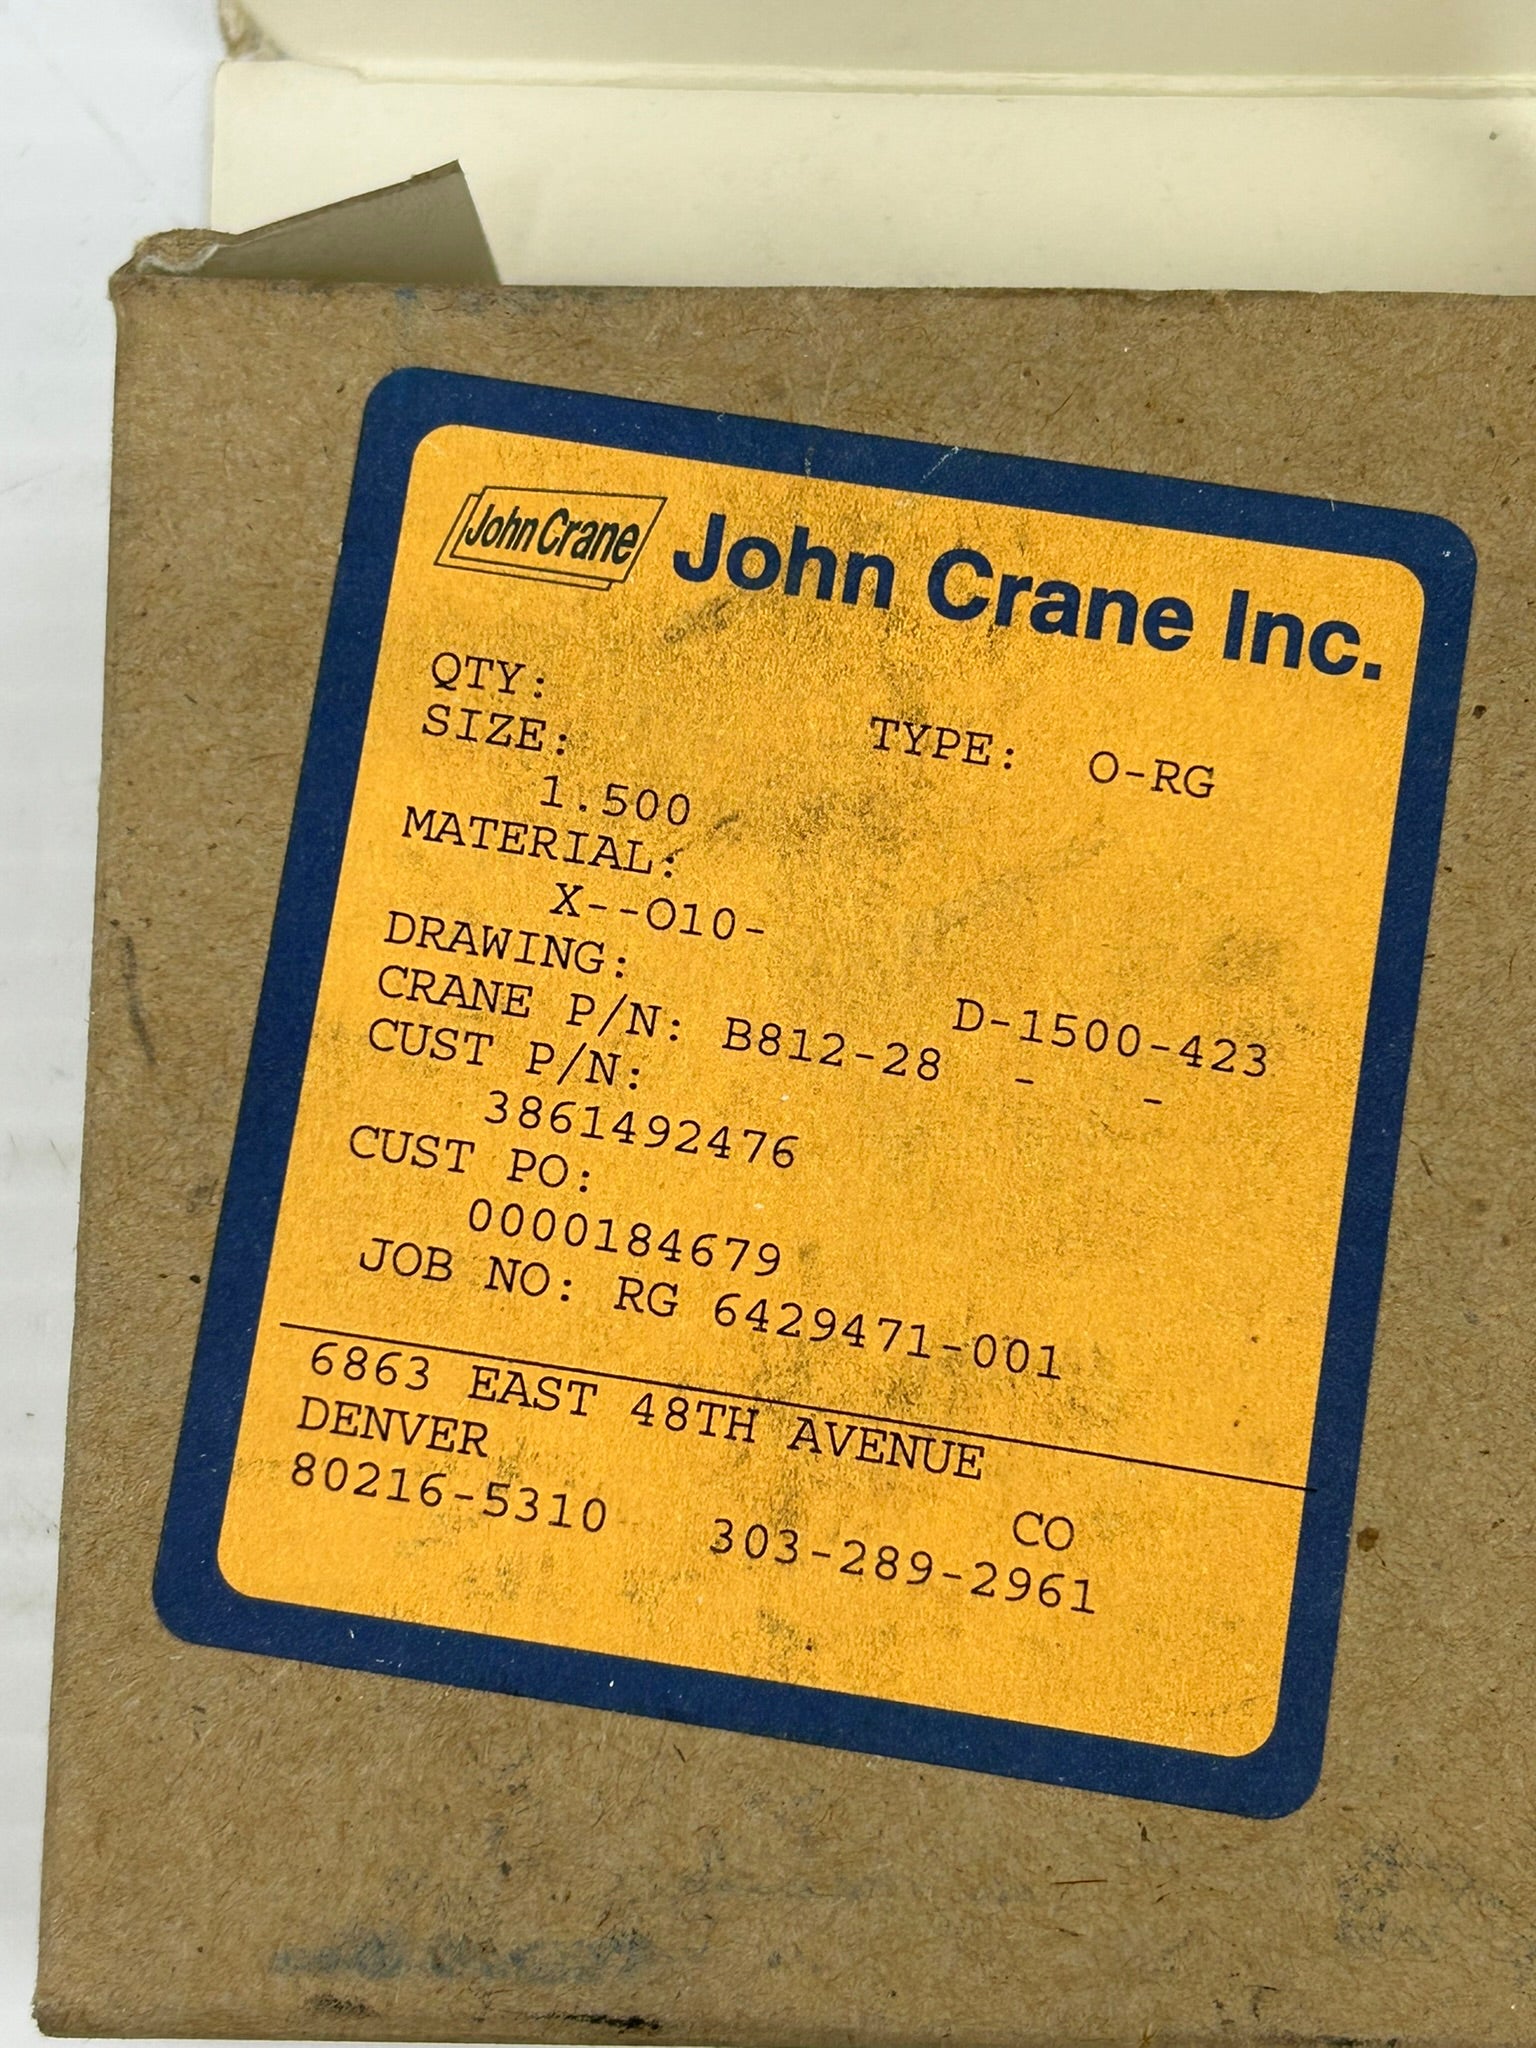 John Crane John Crane Inc.
QTY:
SIZE: TYPE: O-RG
1.500
MATERIAL:
X--O10-
DRAWING: D-1500-423
CRANE P/N: B812-28 - -
CUST P/N:
3861492476
CUST PO:
0000184679
JOB NO: RG 6429471-001
6863 EAST 48TH AVENUE
DENVER CO
80216-5310 303-289-2961